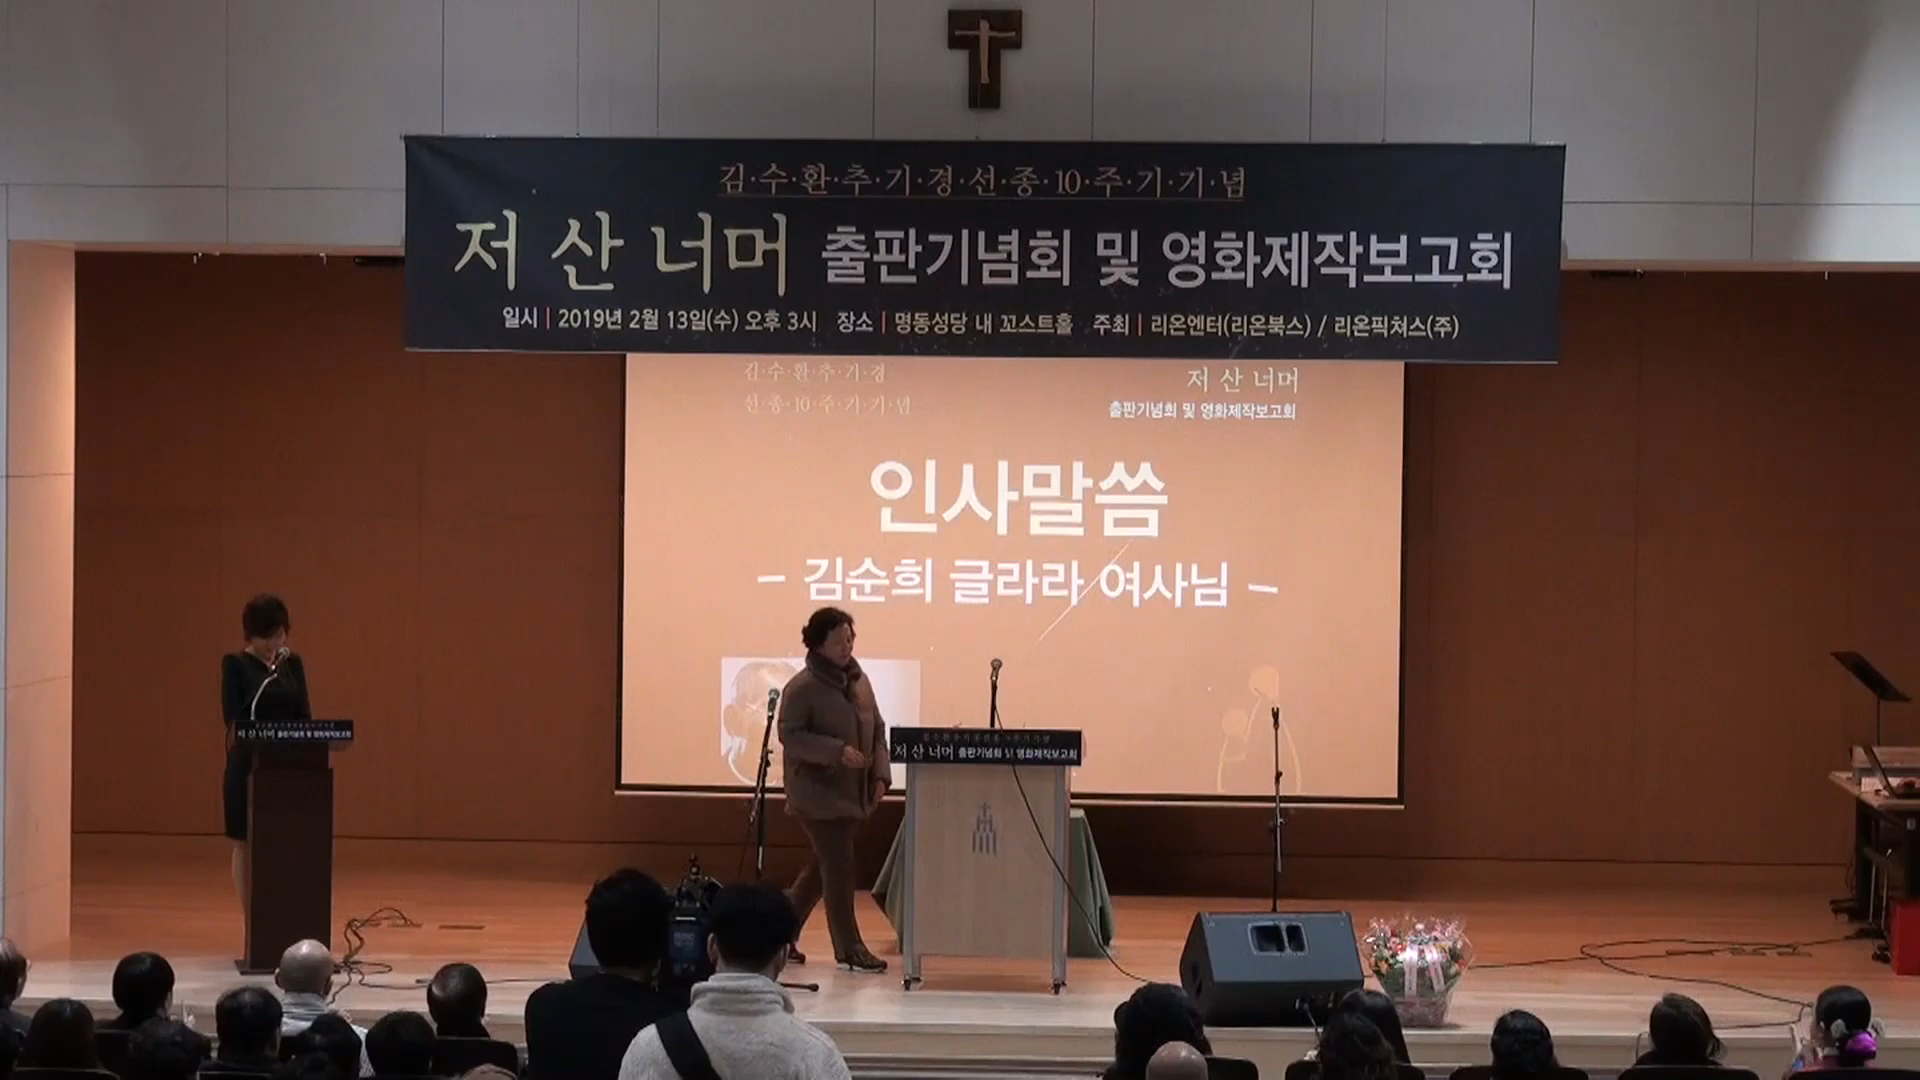 김·수·환·추·기·경·선·종·10·주·기·기·념
저 산 너머 출판기념회 및 영화제작보고회
일시 | 2019년 2월 13일(수) 오후 3시 장소 | 명동성당 내 꼬스트홀 주최 | 리온엔터(리온북스) / 리온픽쳐스(주)
김·수·환·추·기·경
선·종·10·주·기·기·념
저 산 너머
출판기념회 및 영화제작보고회
인사말씀
- 김순희 글라라 여사님 -
저 산 너머 출판기념회 및 영화제작보고회
저 산 너머 출판기념회 및 영화제작보고회